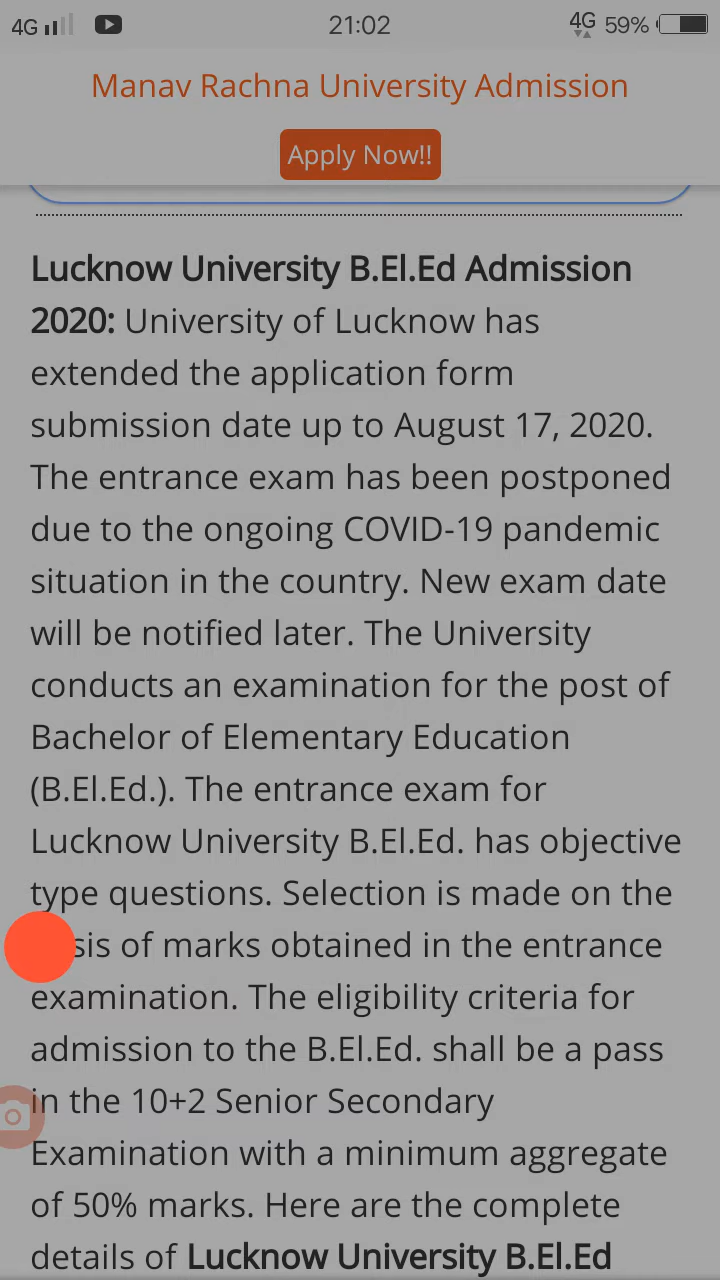 4G 21:02 4G 59%
Manav Rachna University Admission
Apply Now!!
Lucknow University B.El.Ed Admission
2020: University of Lucknow has
extended the application form
submission date up to August 17, 2020.
The entrance exam has been postponed
due to the ongoing COVID-19 pandemic
situation in the country. New exam date
will be notified later. The University
conducts an examination for the post of
Bachelor of Elementary Education
(B.El.Ed.). The entrance exam for
Lucknow University B.El.Ed. has objective
type questions. Selection is made on the
of marks obtained in the entrance
examination. The eligibility criteria for
admission to the B.El.Ed. shall be a pass
in the 10+2 Senior Secondary
Examination with a minimum aggregate
of 50% marks. Here are the complete
details of Lucknow University B.El.Ed